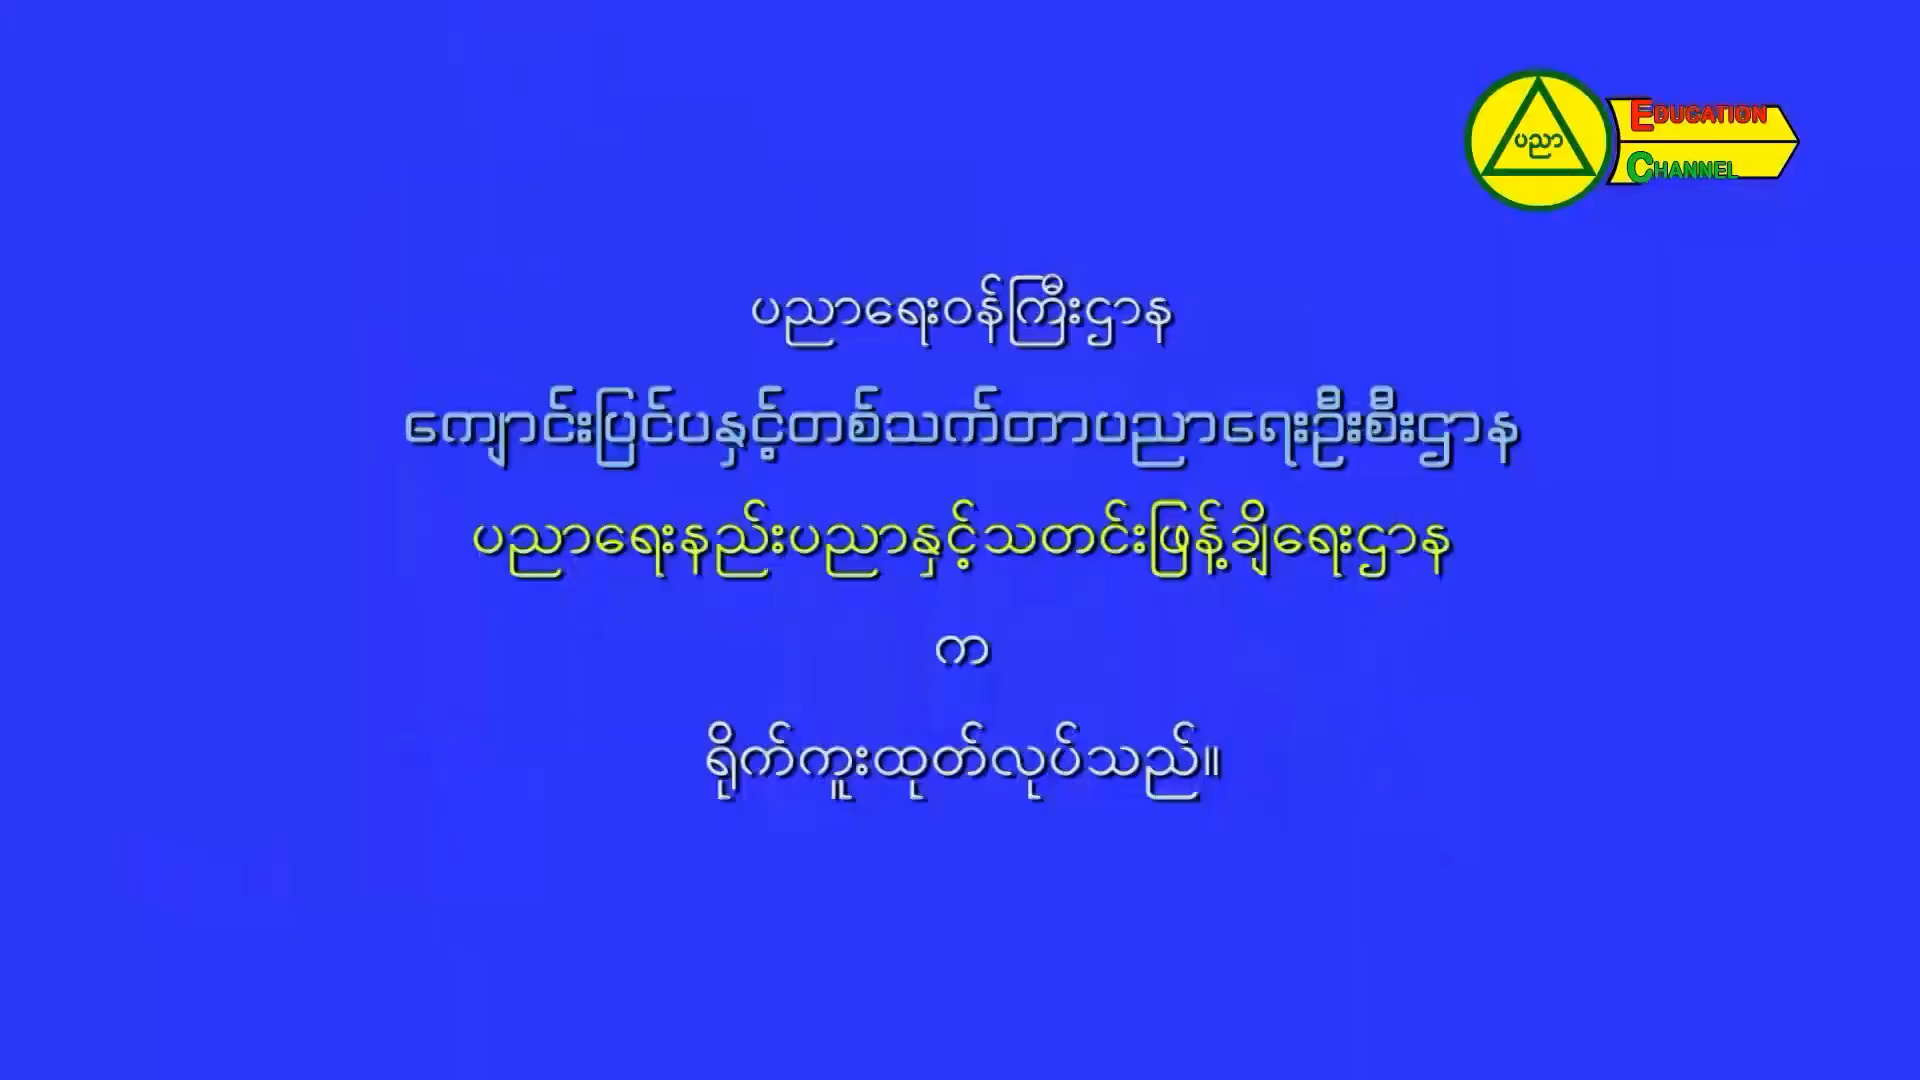 ပညာ
EDUCATION
CHANNEL
ပညာရေးဝန်ကြီးဌာန
ကျောင်းပြင်ပနှင့်တစ်သက်တာပညာရေးဦးစီးဌာန
ပညာရေးနည်းပညာနှင့်သတင်းဖြန့်ချိရေးဌာန
က
ရိုက်ကူးထုတ်လုပ်သည်။